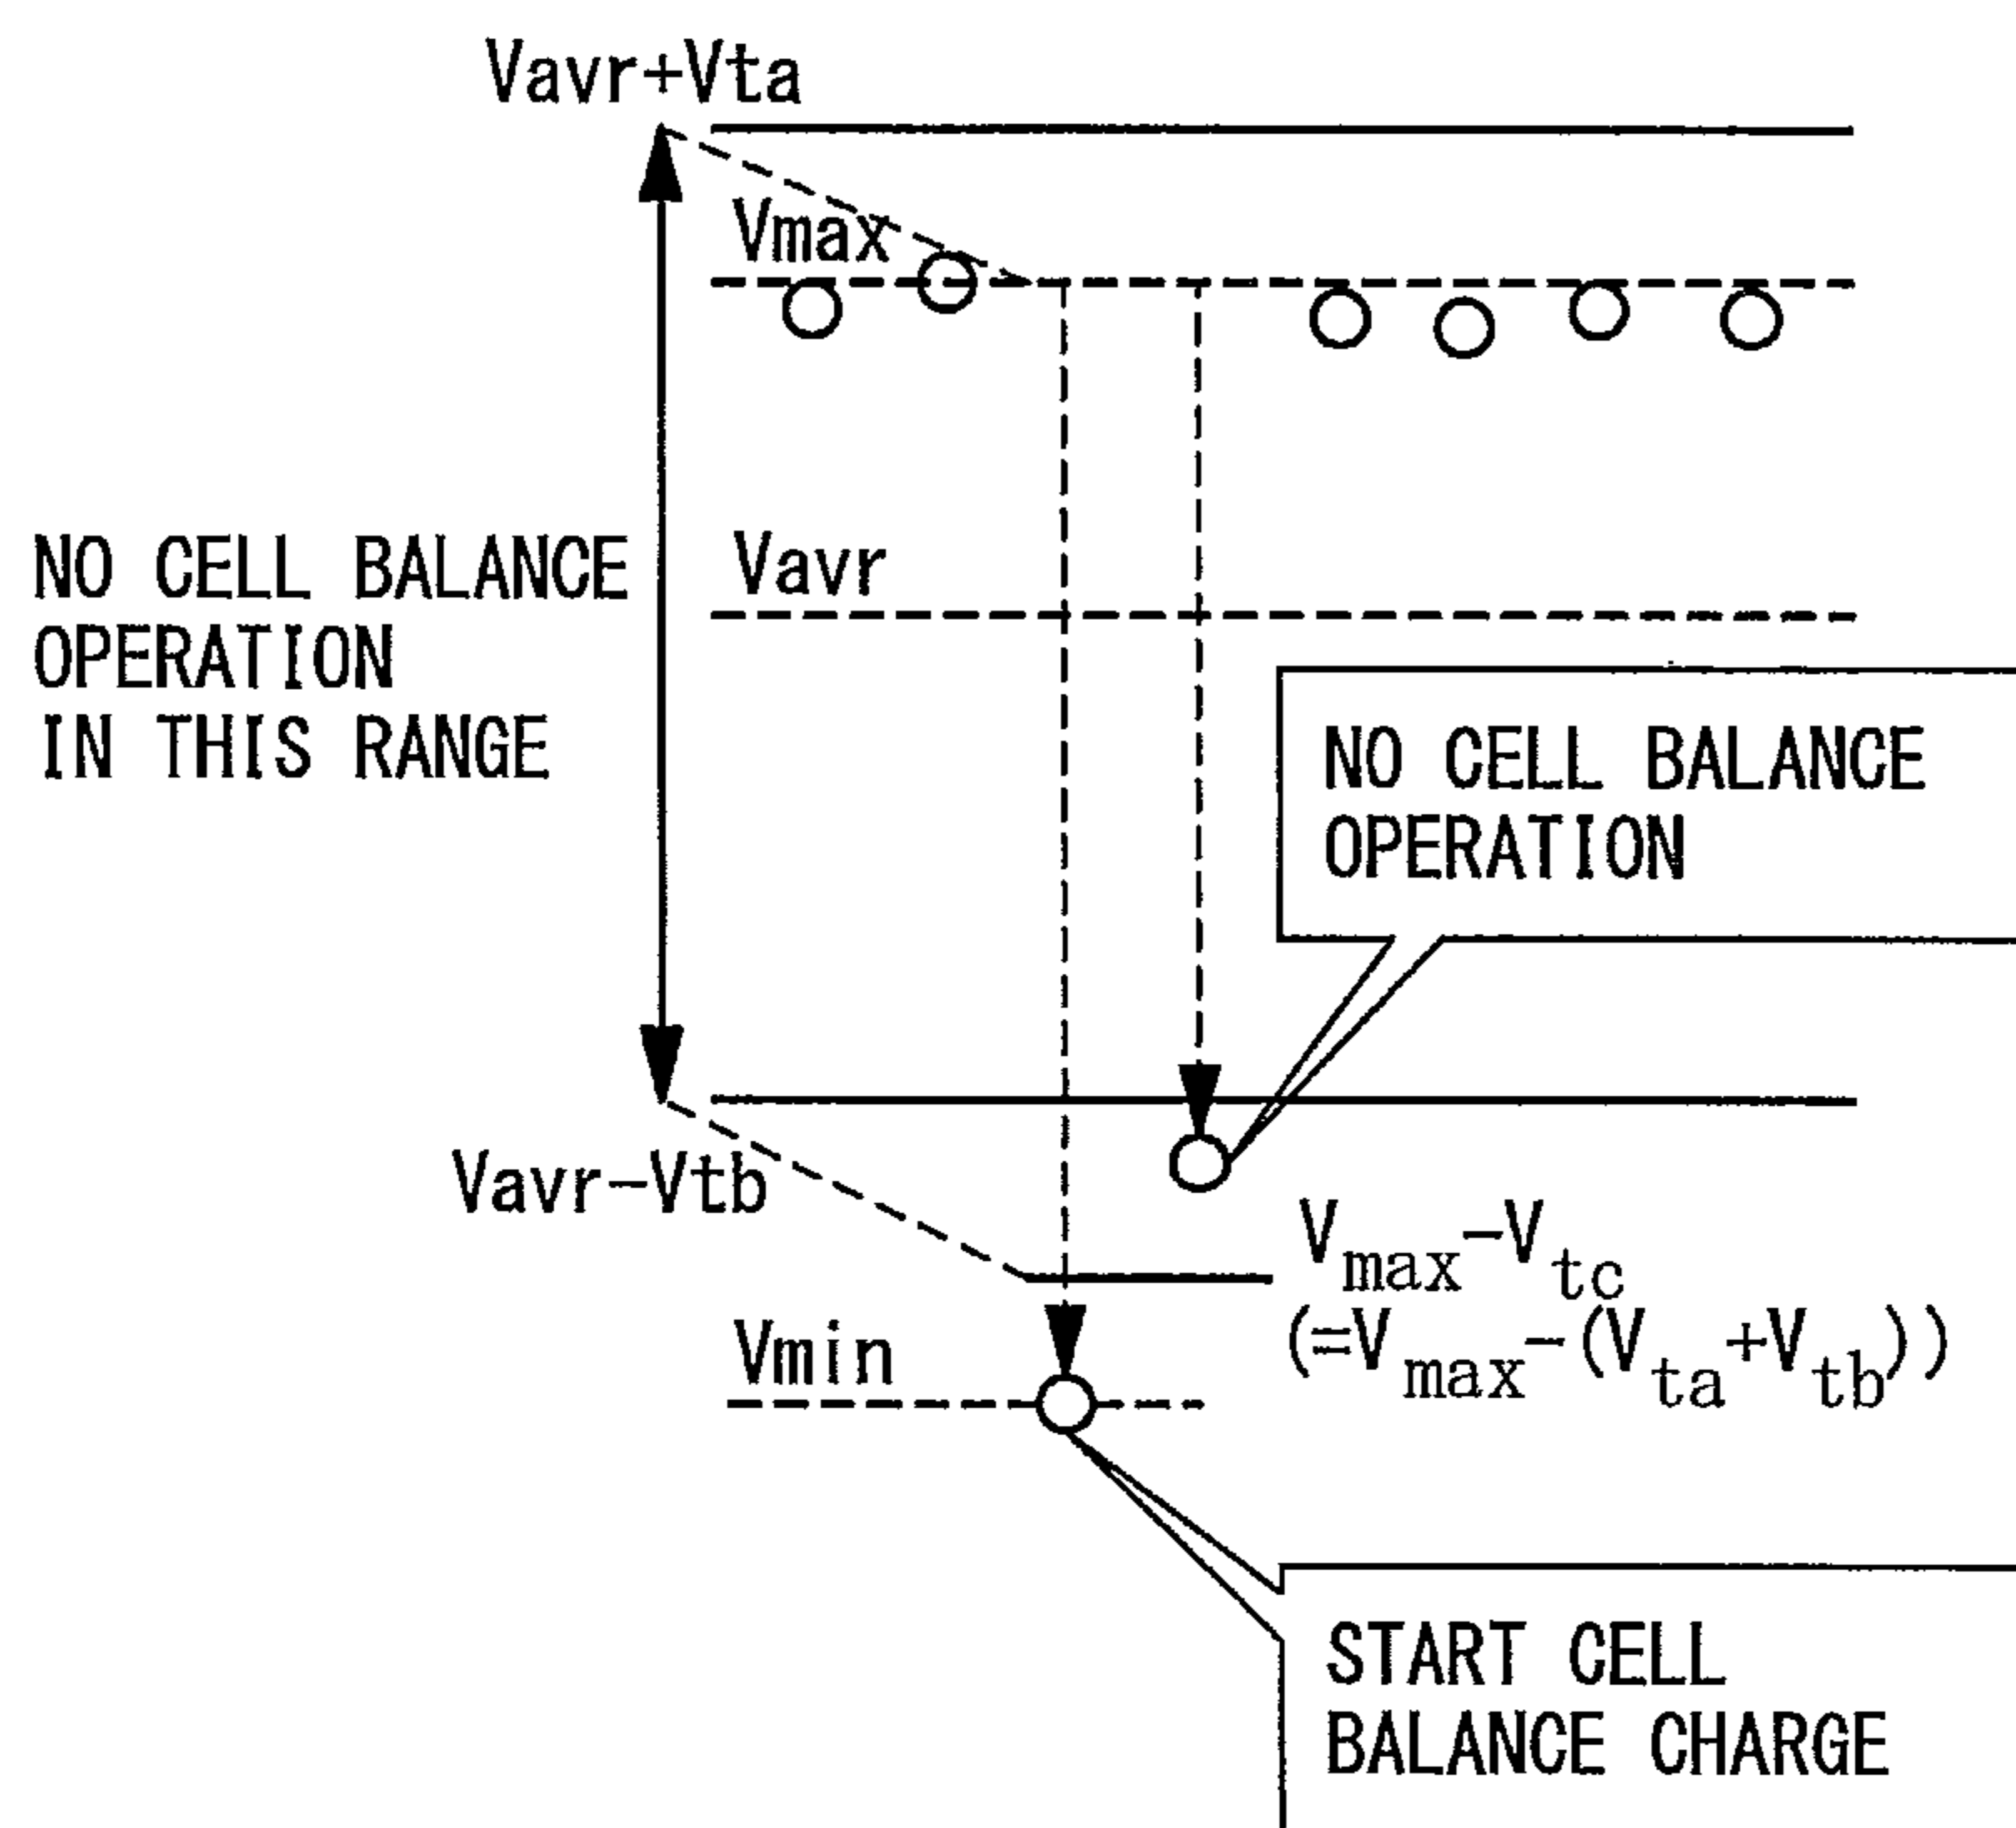 Vavr+Vta
Vmax
NO CELL BALANCE
OPERATION
IN THIS RANGE
Vavr
NO CELL BALANCE
OPERATION
Vavr-Vtb
Vmax-Vtc
(=Vmax-(Vta+Vtb))
Vmin
START CELL
BALANCE CHARGE